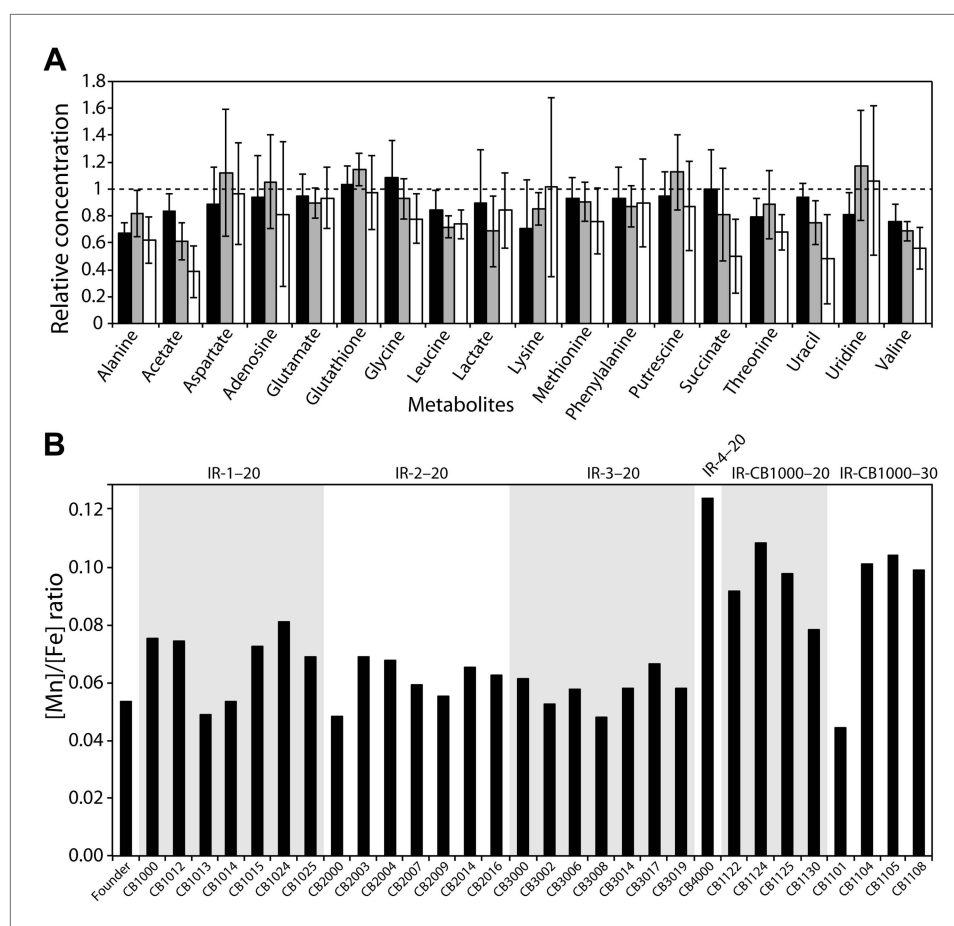 A
Relative concentration
1.8
1.6
1.4
1.2
1
0.8
0.6
0.4
0.2
0
Alanine
Acetate
Aspartate
Adenosine
Glutamate
Glutathione
Glycine
Leucine
Lactate
Lysine
Methionine
Phenylalanine
Putrescine
Succinate
Threonine
Uracil
Uridine
Valine
Metabolites
B
IR-1–20
IR-2–20
IR-3–20
IR-4–20
IR-CB1000–20
IR-CB1000–30
[Mn]/[Fe] ratio
0.12
0.10
0.08
0.06
0.04
0.02
0.00
Founder
CB1000
CB1012
CB1013
CB1014
CB1015
CB1024
CB1025
CB2000
CB2003
CB2004
CB2007
CB2009
CB2014
CB2016
CB3000
CB3002
CB3006
CB3008
CB3014
CB3017
CB3019
CB4000
CB1122
CB1124
CB1125
CB1130
CB1101
CB1104
CB1105
CB1108